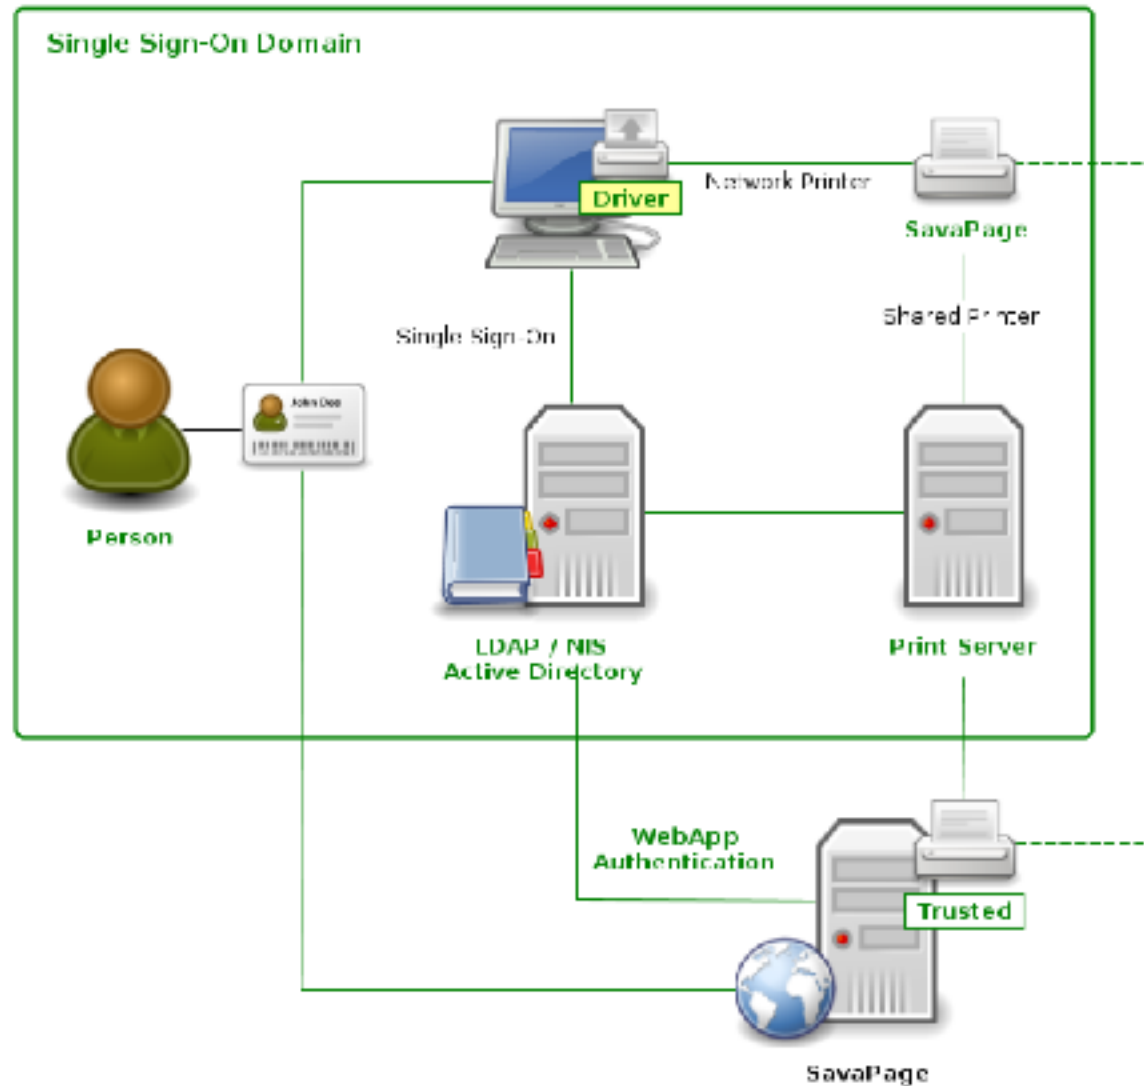 Single Sign-On Domain
Driver
Network Printer
SavaPage
Shared Printer
Single Sign-On
John Doe
Person
LDAP / NIS
Active Directory
Print Server
WebApp
Authentication
Trusted
SavaPage